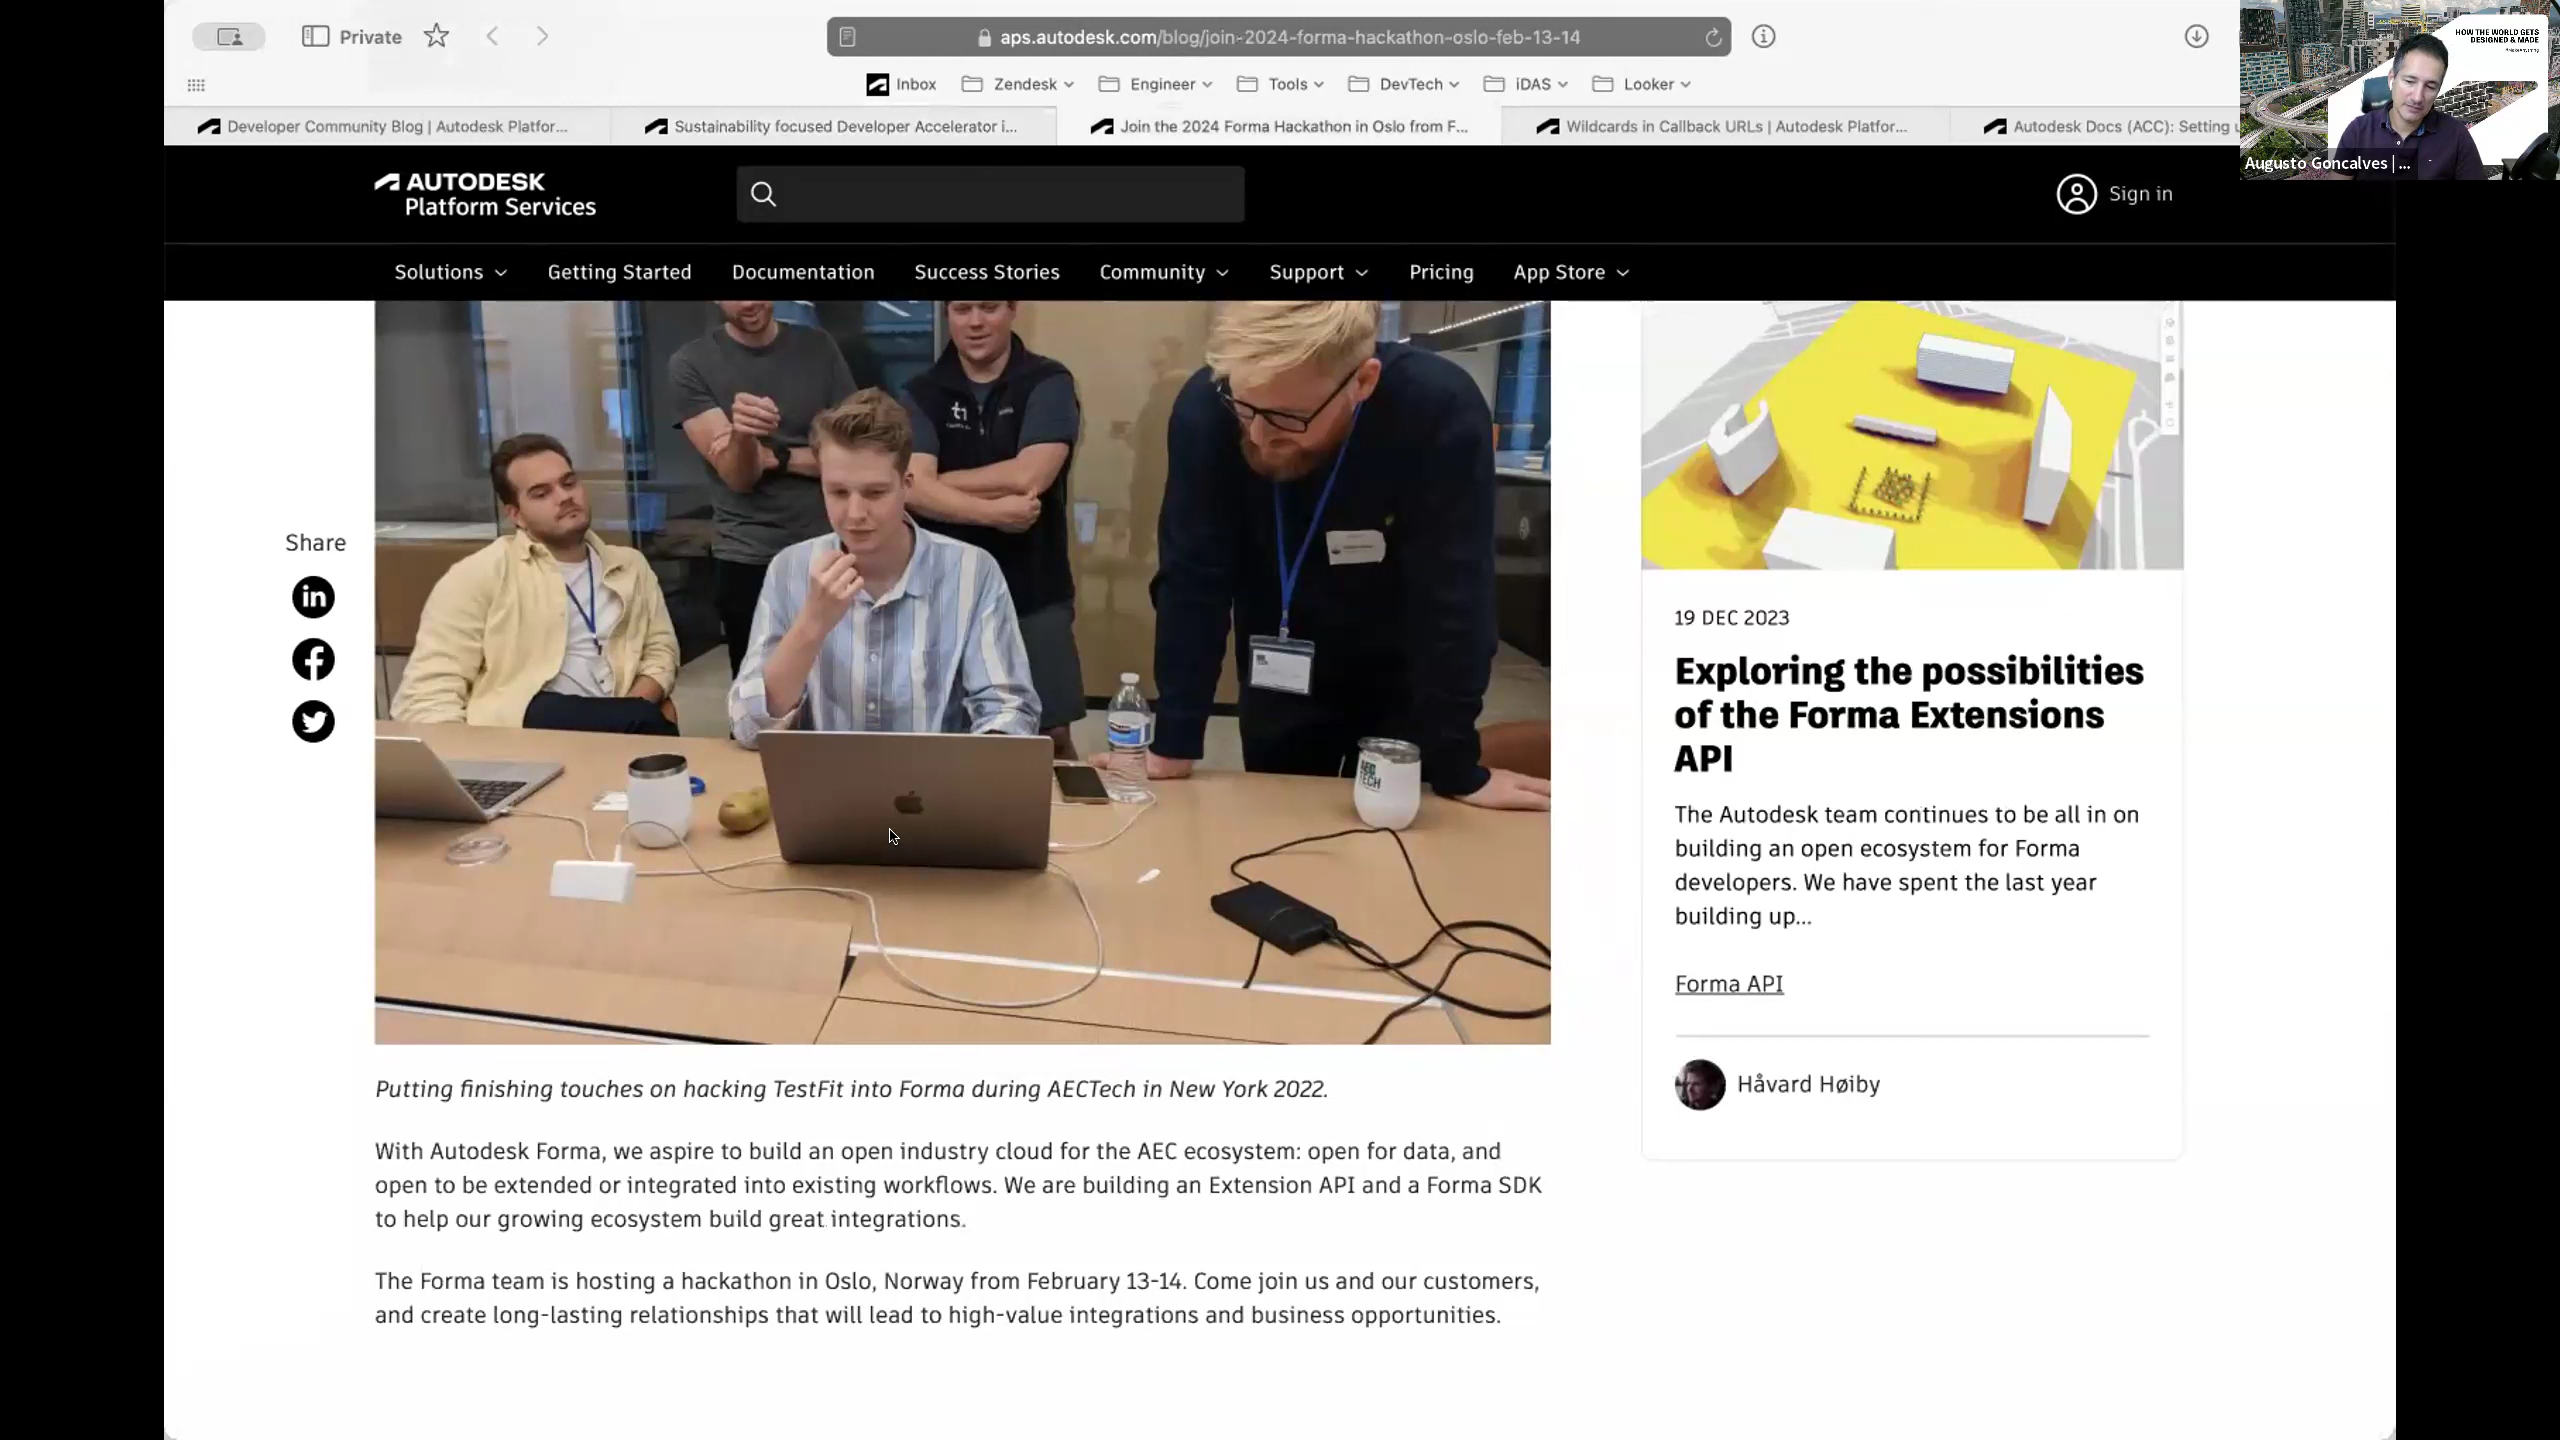 Private
aps.autodesk.com/blog/join-2024-forma-hackathon-oslo-feb-13-14
Inbox
Zendesk
Engineer
Tools
DevTech
iDAS
Looker
Developer Community Blog | Autodesk Platfor...
Sustainability focused Developer Accelerator i...
Join the 2024 Forma Hackathon in Oslo from F...
Wildcards in Callback URLs | Autodesk Platfor...
Autodesk Docs (ACC): Setting
HOW THE WORLD GETS
DESIGNED & MADE
Augusto Goncalves | ...
AUTODESK
Platform Services
Sign in
Solutions
Getting Started
Documentation
Success Stories
Community
Support
Pricing
App Store
Share
in
AEC
TECH
Putting finishing touches on hacking TestFit into Forma during AECTech in New York 2022.
With Autodesk Forma, we aspire to build an open industry cloud for the AEC ecosystem: open for data, and
open to be extended or integrated into existing workflows. We are building an Extension API and a Forma SDK
to help our growing ecosystem build great integrations.
The Forma team is hosting a hackathon in Oslo, Norway from February 13-14. Come join us and our customers,
and create long-lasting relationships that will lead to high-value integrations and business opportunities.
19 DEC 2023
Exploring the possibilities
of the Forma Extensions
API
The Autodesk team continues to be all in on
building an open ecosystem for Forma
developers. We have spent the last year
building up...
Forma API
Håvard Høiby